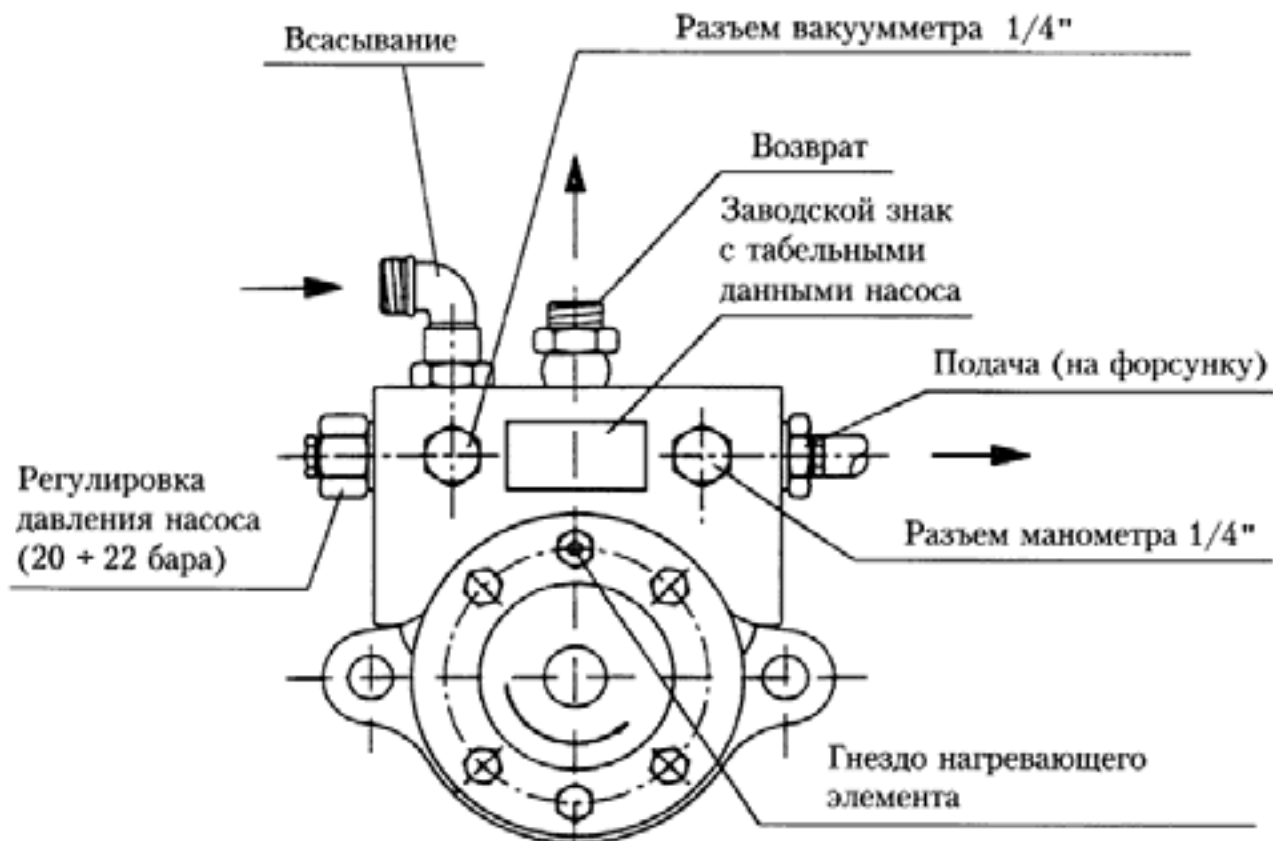 Всасывание
Разъем вакуумметра 1/4"
Возврат
Заводской знак
с табельными
данными насоса
Подача (на форсунку)
Регулировка
давления насоса
(20 + 22 бара)
Разъем манометра 1/4"
Гнездо нагревающего
элемента